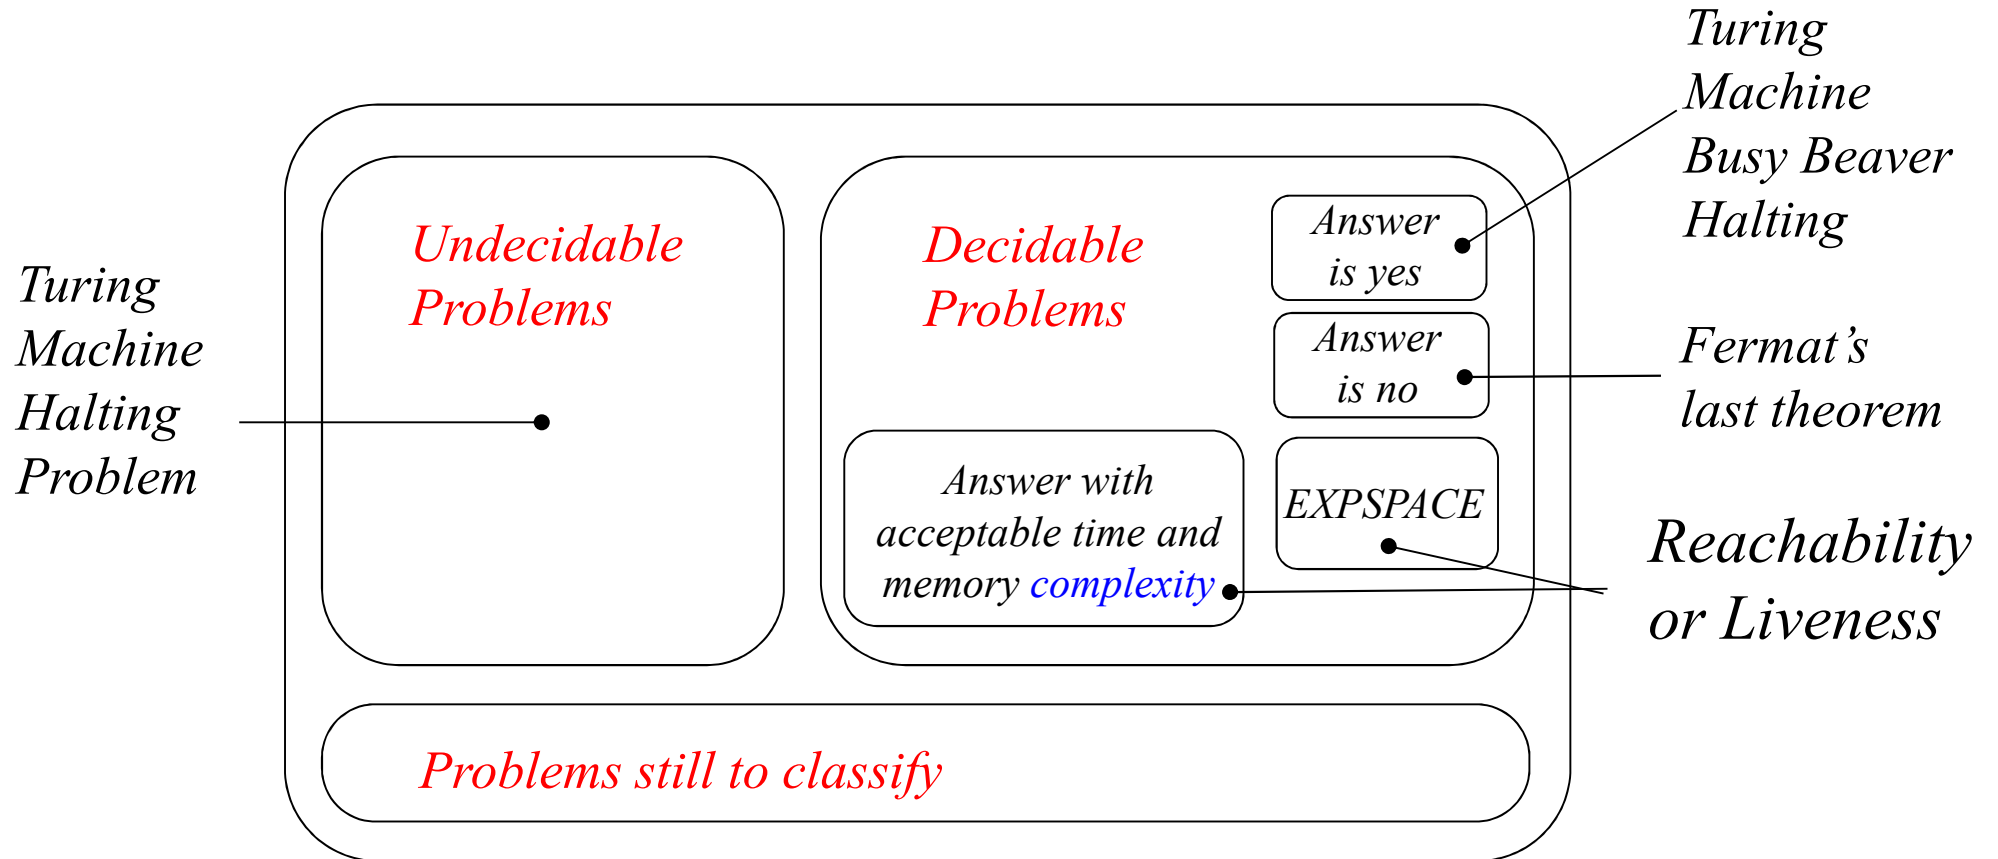 Turing
Machine
Busy Beaver
Halting
Undecidable
Problems
Decidable
Problems
Answer
is yes
Turing
Machine
Halting
Problem
Answer
is no
Fermat’s
last theorem
Answer with
acceptable time and
memory complexity
EXPSPACE
Reachability
or Liveness
Problems still to classify